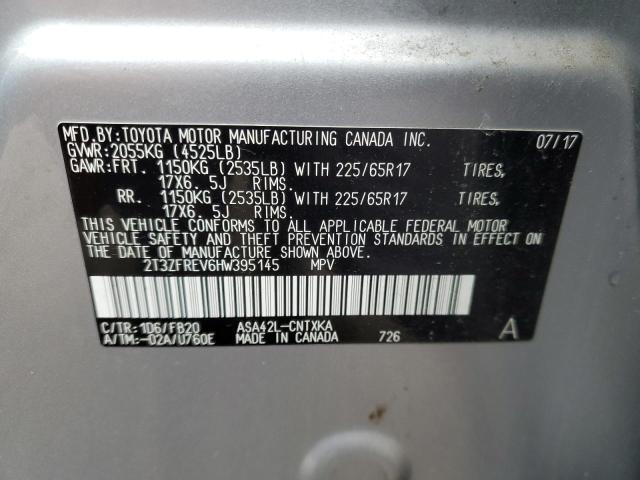 MFD.BY:TOYOTA MOTOR MANUFACTURING CANADA INC. 07/17
GVWR:2055KG (4525LB)
GAWR:FRT. 1150KG (2535LB) WITH 225/65R17 TIRES,
17X6. 5J RIMS.
RR. 1150KG (2535LB) WITH 225/65R17 TIRES,
17X6. 5J RIMS.
THIS VEHICLE CONFORMS TO ALL APPLICABLE FEDERAL MOTOR
VEHICLE SAFETY AND THEFT PREVENTION STANDARDS IN EFFECT ON
THE DATE OF MANUFACTURE SHOWN ABOVE.
2T3ZFREV6HW395145 MPV
C/TR:1D6/FB20 ASA42L-CNTXKA
A/TM:-02A/U760E MADE IN CANADA 726 A